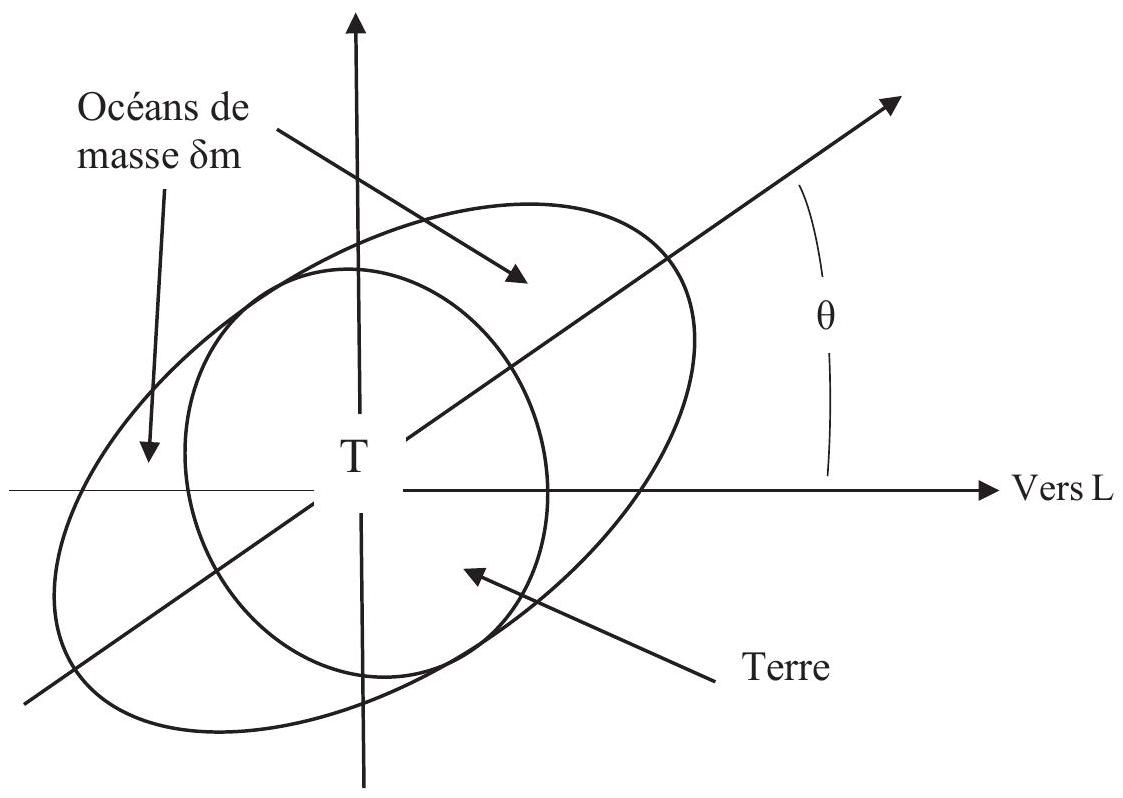 Océans de
masse δm
θ
T
Vers L
Terre